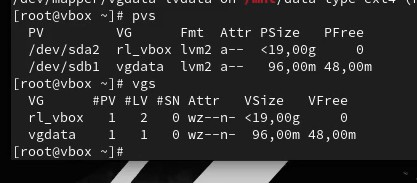 /dev/mapper/vgdata-lvdata on /mnt/data type ext4 (
[root@vbox ~]# pvs
  PV         VG      Fmt  Attr PSize   PFree
  /dev/sda2  rl_vbox lvm2 a--  <19,00g     0
  /dev/sdb1  vgdata  lvm2 a--   96,00m 48,00m
[root@vbox ~]# vgs
  VG      #PV #LV #SN Attr   VSize   VFree
  rl_vbox   1   2   0 wz--n- <19,00g     0
  vgdata    1   1   0 wz--n-  96,00m 48,00m
[root@vbox ~]#